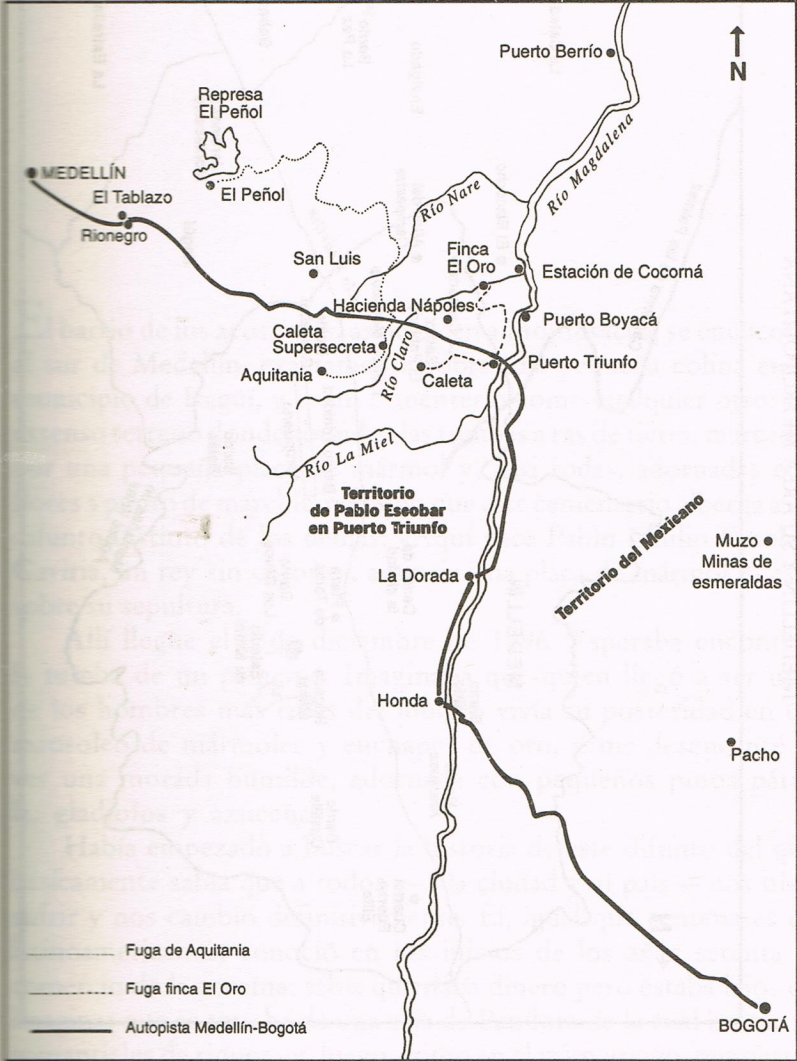 Puerto Berrío
N
Represa
El Peñol
Río Magdalena
MEDELLÍN
El Tablazo
El Peñol
Río Nare
Rionegro
San Luis
Finca
El Oro
Estación de Cocorná
Hacienda Nápoles
Puerto Boyacá
Caleta
Supersecreta
Río Claro
Puerto Triunfo
Aquitania
Caleta
Río La Miel
Territorio
de Pablo Escobar
en Puerto Triunfo
Territorio del Mexicano
Muzo
Minas de
esmeraldas
La Dorada
Honda
Pacho
Fuga de Aquitania
Fuga finca El Oro
Autopista Medellín-Bogotá
BOGOTÁ